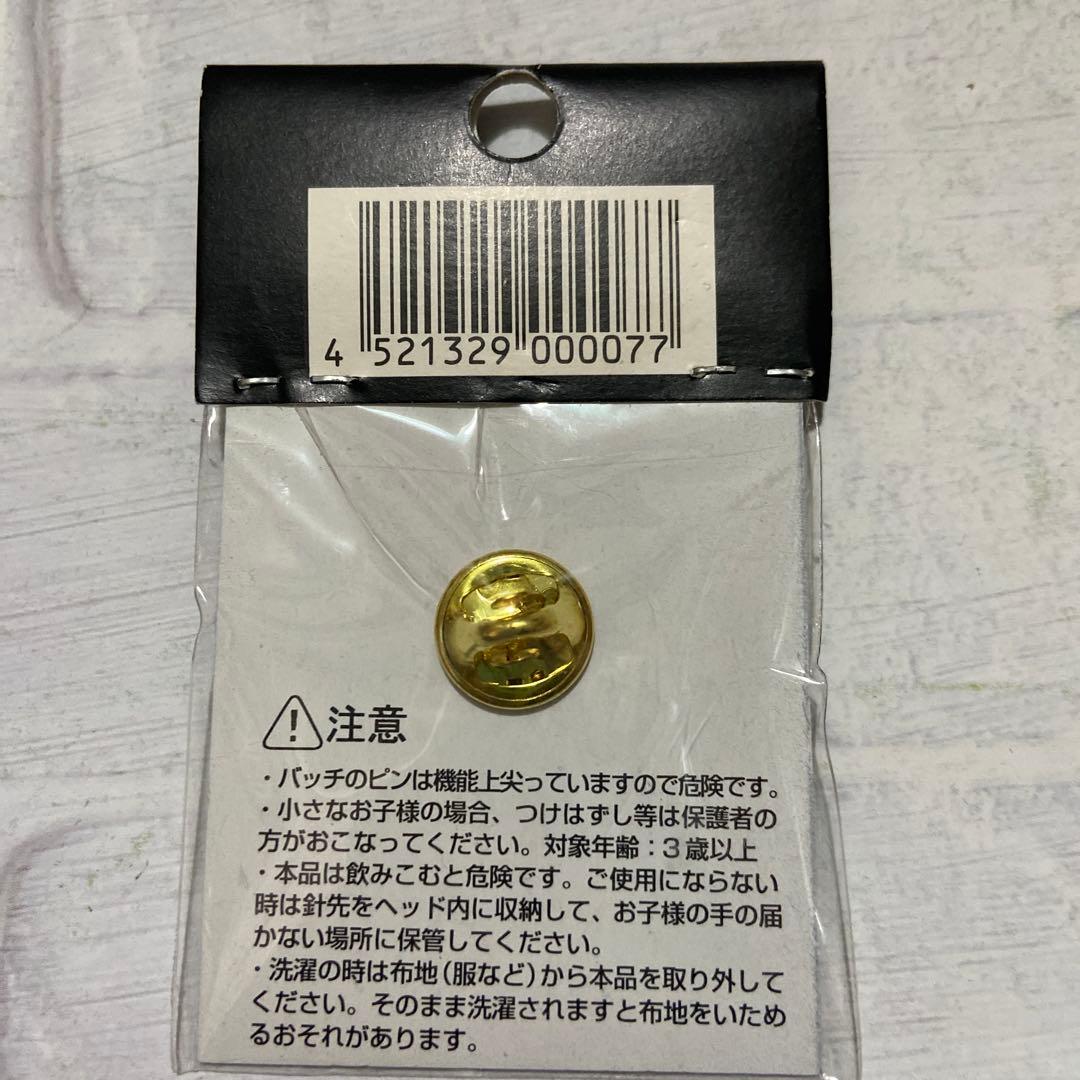 4 521329 000077
注意
・バッチのピンは機能上尖っていますので危険です。
・小さなお子様の場合、つけはずし等は保護者の
方がおこなってください。対象年齢：3歳以上
・本品は飲みこむと危険です。ご使用にならない
時は針先をヘッド内に収納して、お子様の手の届
かない場所に保管してください。
・洗濯の時は布地（服など）から本品を取り外して
ください。そのまま洗濯されますと布地をいため
るおそれがあります。